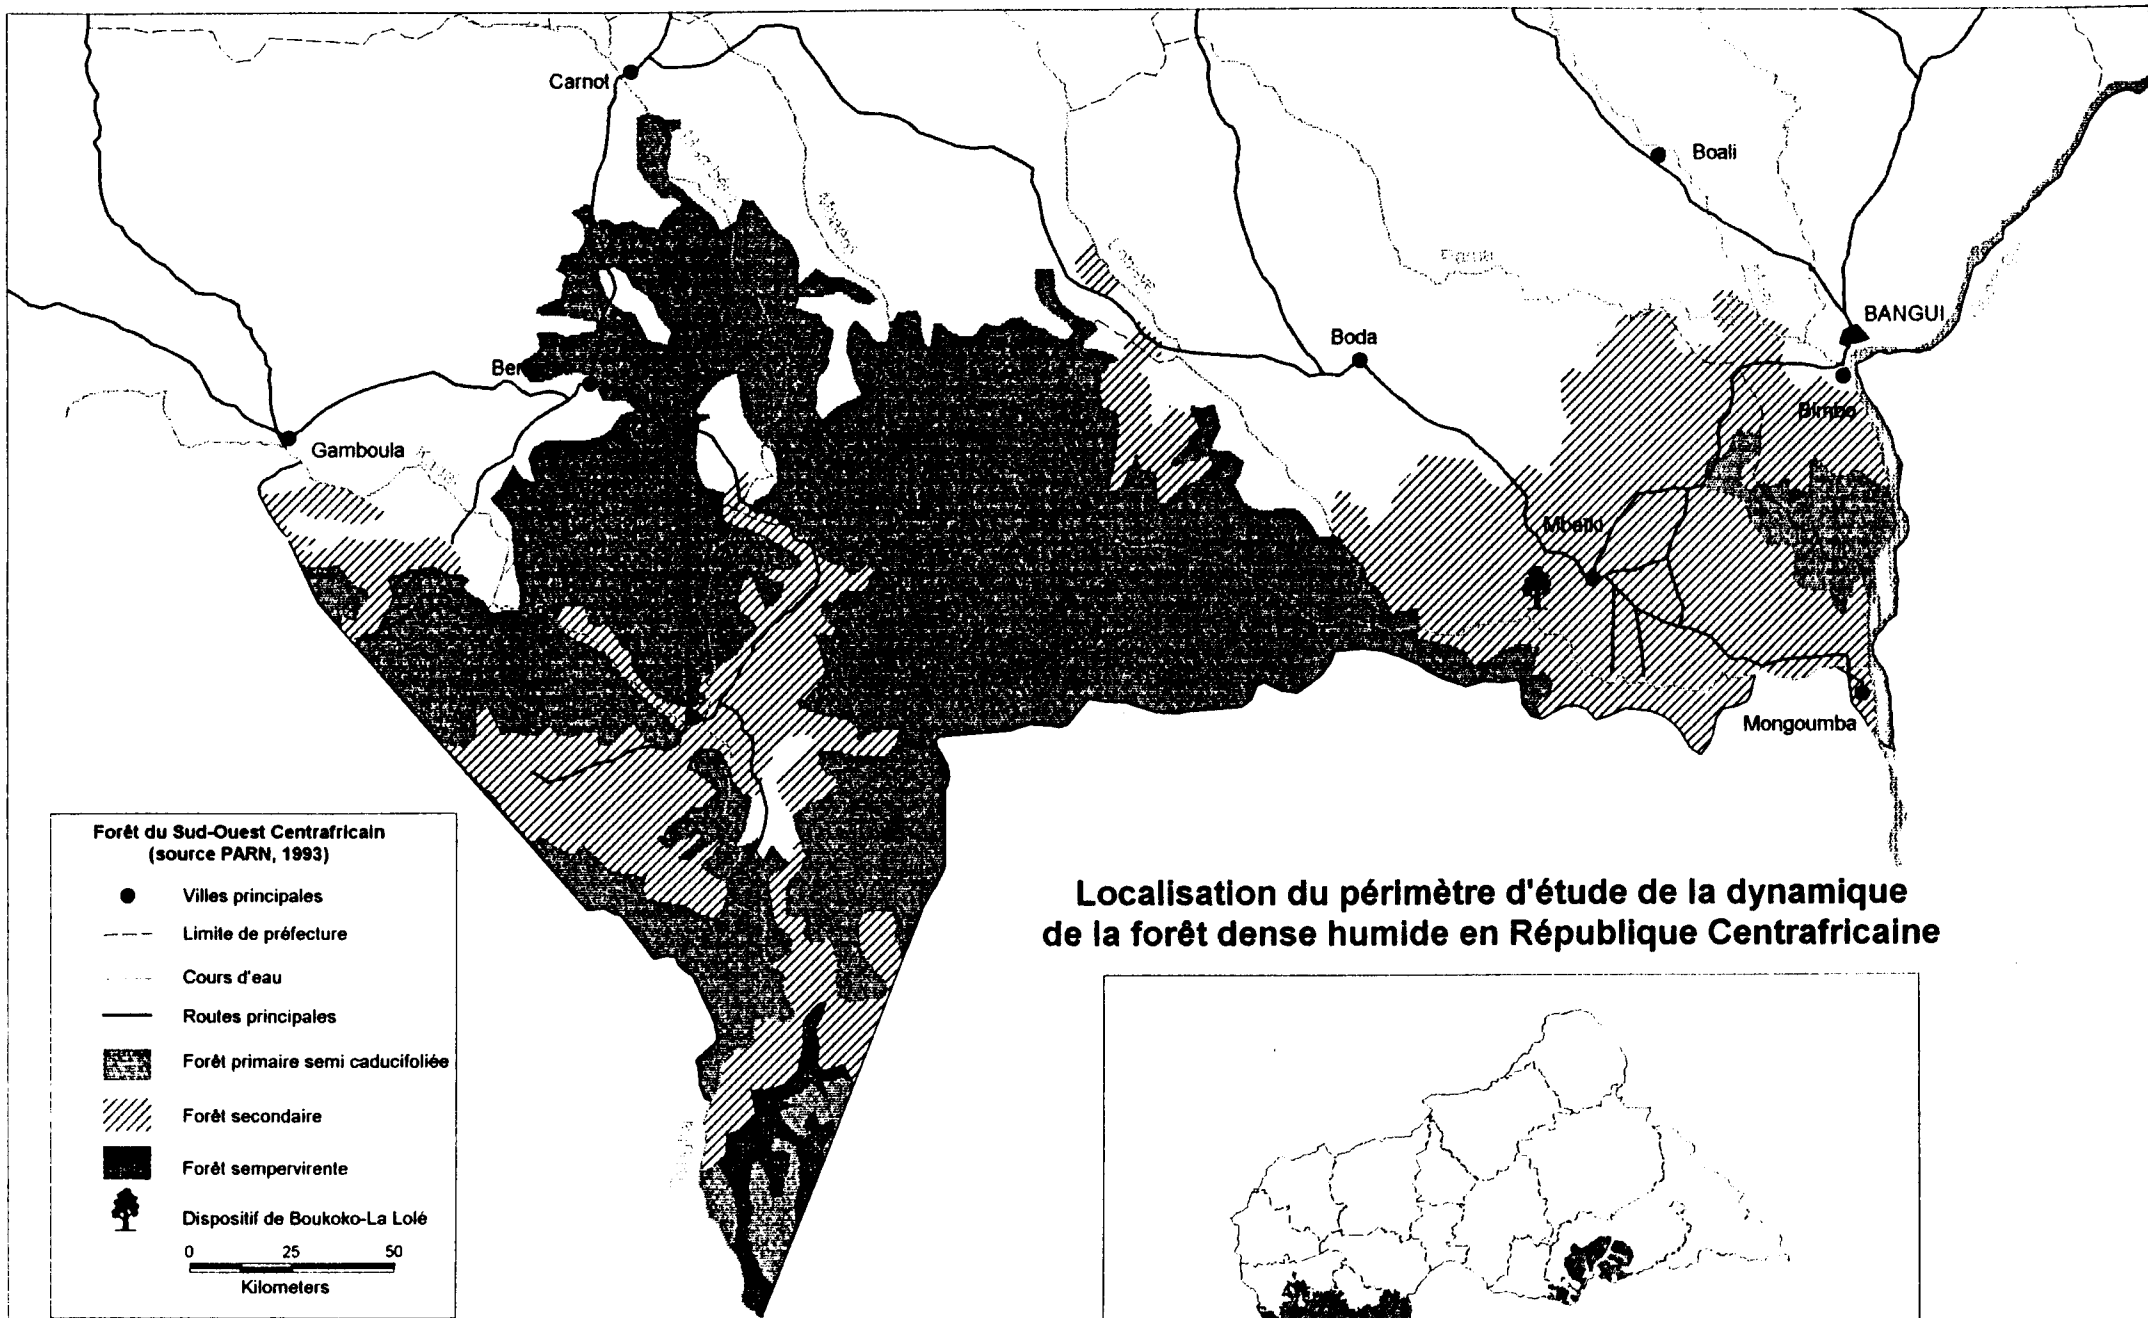 Carnot
Boali
BANGUI
Boda
Bimbo
Gamboula
Mbaïki
Mongoumba
Forêt du Sud-Ouest Centrafricain
(source PARN, 1993)
Villes principales
Limite de préfecture
Cours d'eau
Routes principales
Forêt primaire semi caducifoliée
Forêt secondaire
Forêt sempervirente
Dispositif de Boukoko-La Lolé
0 25 50
Kilometers
Localisation du périmètre d'étude de la dynamique
de la forêt dense humide en République Centrafricaine